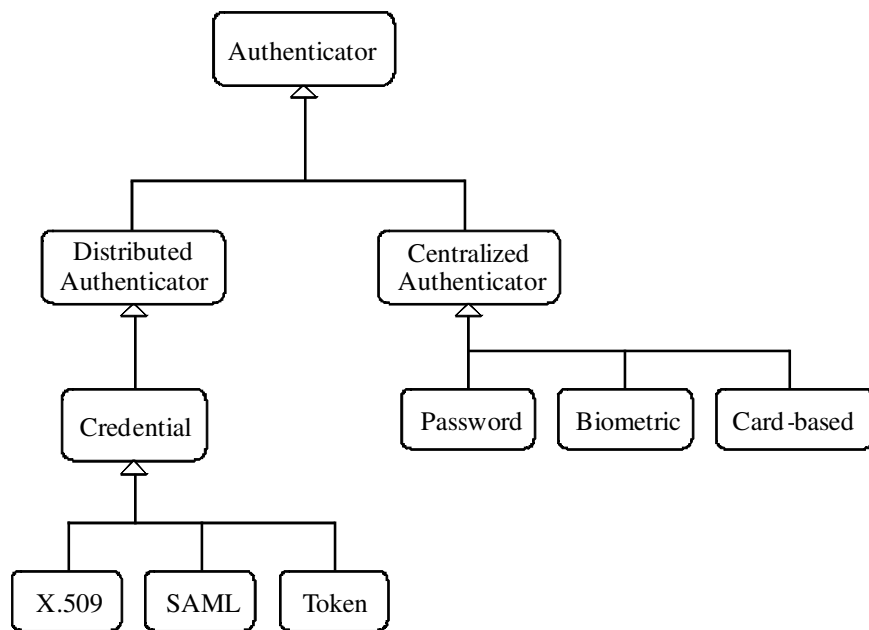 Authenticator
Distributed
Authenticator
Centralized
Authenticator
Credential
Password
Biometric
Card-based
X.509
SAML
Token